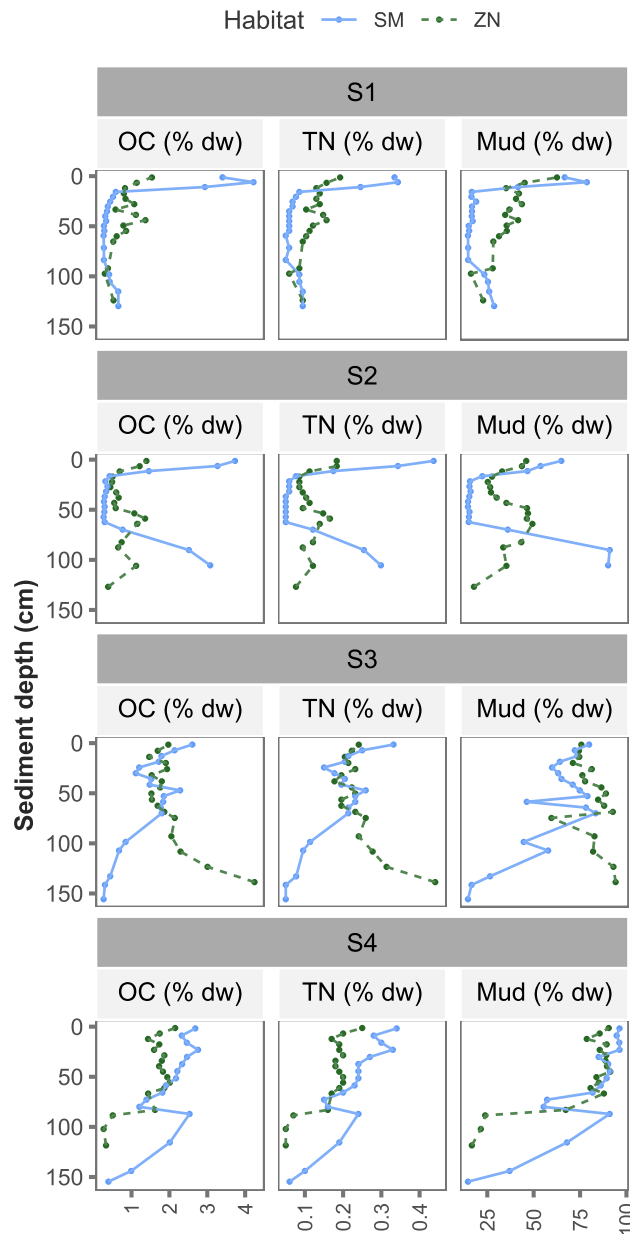 Habitat SM ZN
S1
OC (% dw) TN (% dw) Mud (% dw)
0
50
100
150
S2
OC (% dw) TN (% dw) Mud (% dw)
0
50
100
150
Sediment depth (cm)
S3
OC (% dw) TN (% dw) Mud (% dw)
0
50
100
150
S4
OC (% dw) TN (% dw) Mud (% dw)
0
50
100
150
1 2 3 4 0.1 0.2 0.3 0.4 25 50 75 100